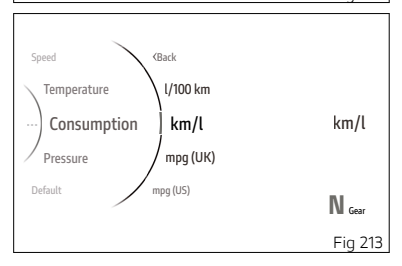 Speed
Temperature
... Consumption
Pressure
Default
<Back
l/100 km
km/l
mpg (UK)
mpg (US)
km/l
N Gear
Fig 213